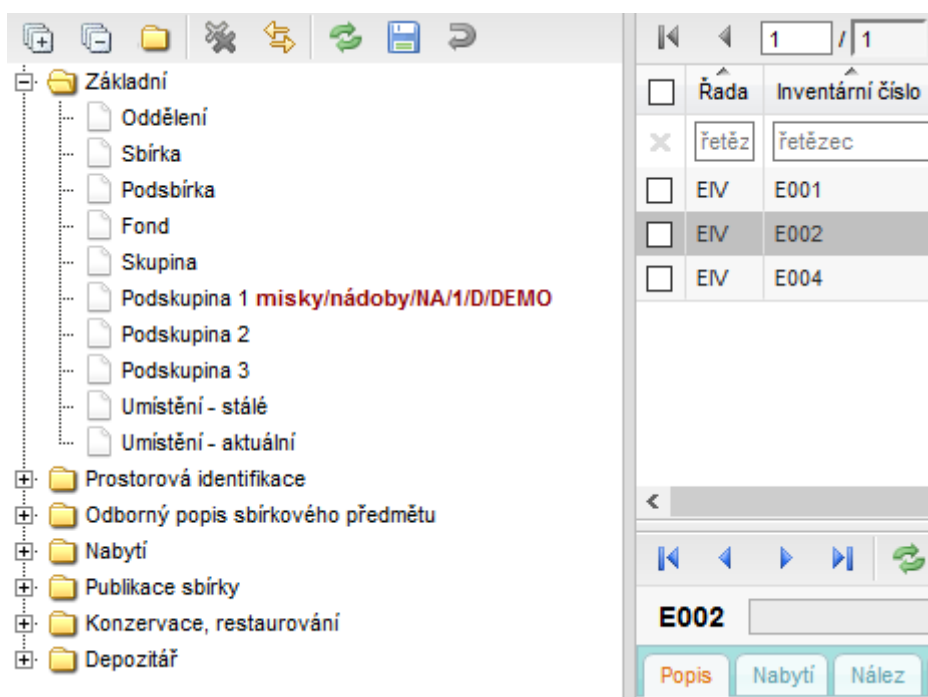 Základní
Oddělení
Sbírka
Podsbírka
Fond
Skupina
Podskupina 1 misky/nádoby/NA/1/D/DEMO
Podskupina 2
Podskupina 3
Umístění - stálé
Umístění - aktuální
Prostorová identifikace
Odborný popis sbírkového předmětu
Nabytí
Publikace sbírky
Konzervace, restaurování
Depozitář
1 / 1
Řada Inventární číslo
řetěz řetězec
EIV E001
EIV E002
EIV E004
E002
Popis Nabytí Nález